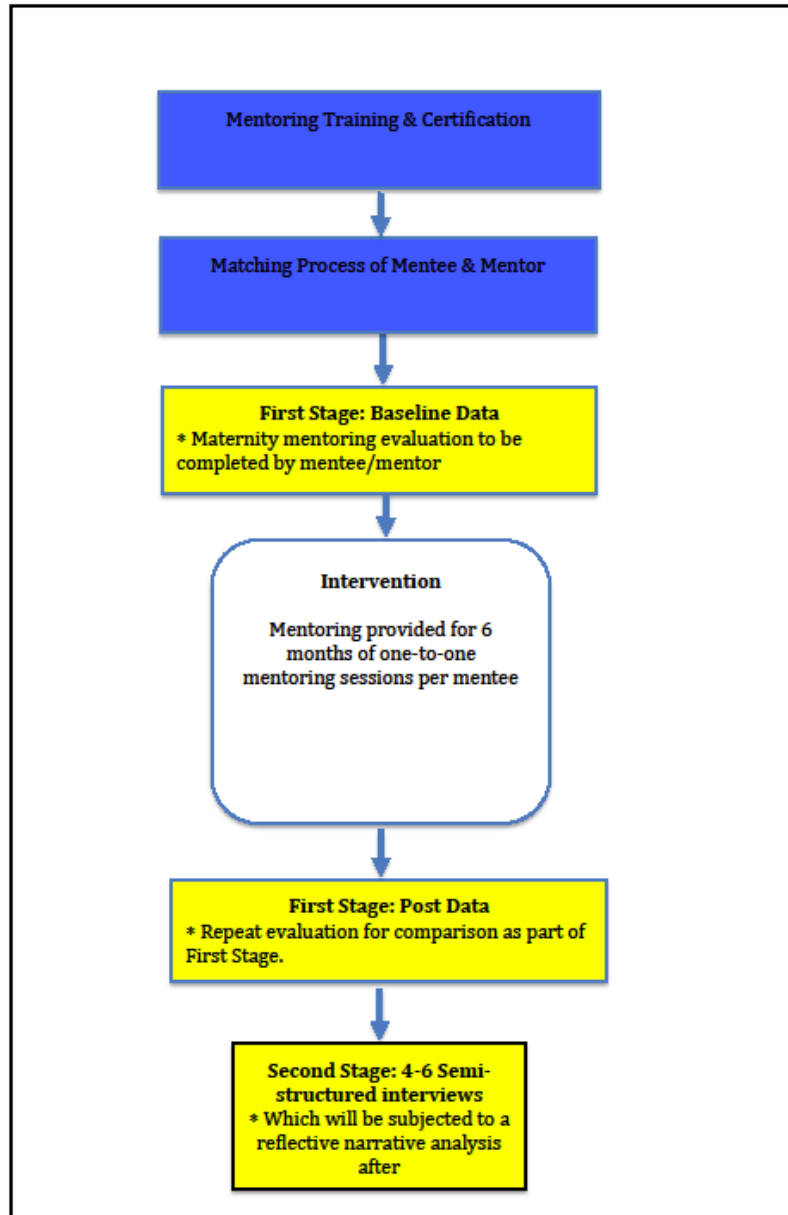 Mentoring Training & Certification
Matching Process of Mentee & Mentor
First Stage: Baseline Data
* Maternity mentoring evaluation to be
completed by mentee/mentor
Intervention
Mentoring provided for 6
months of one-to-one
mentoring sessions per mentee
First Stage: Post Data
* Repeat evaluation for comparison as part of
First Stage.
Second Stage: 4-6 Semi-
structured interviews
* Which will be subjected to a
reflective narrative analysis
after